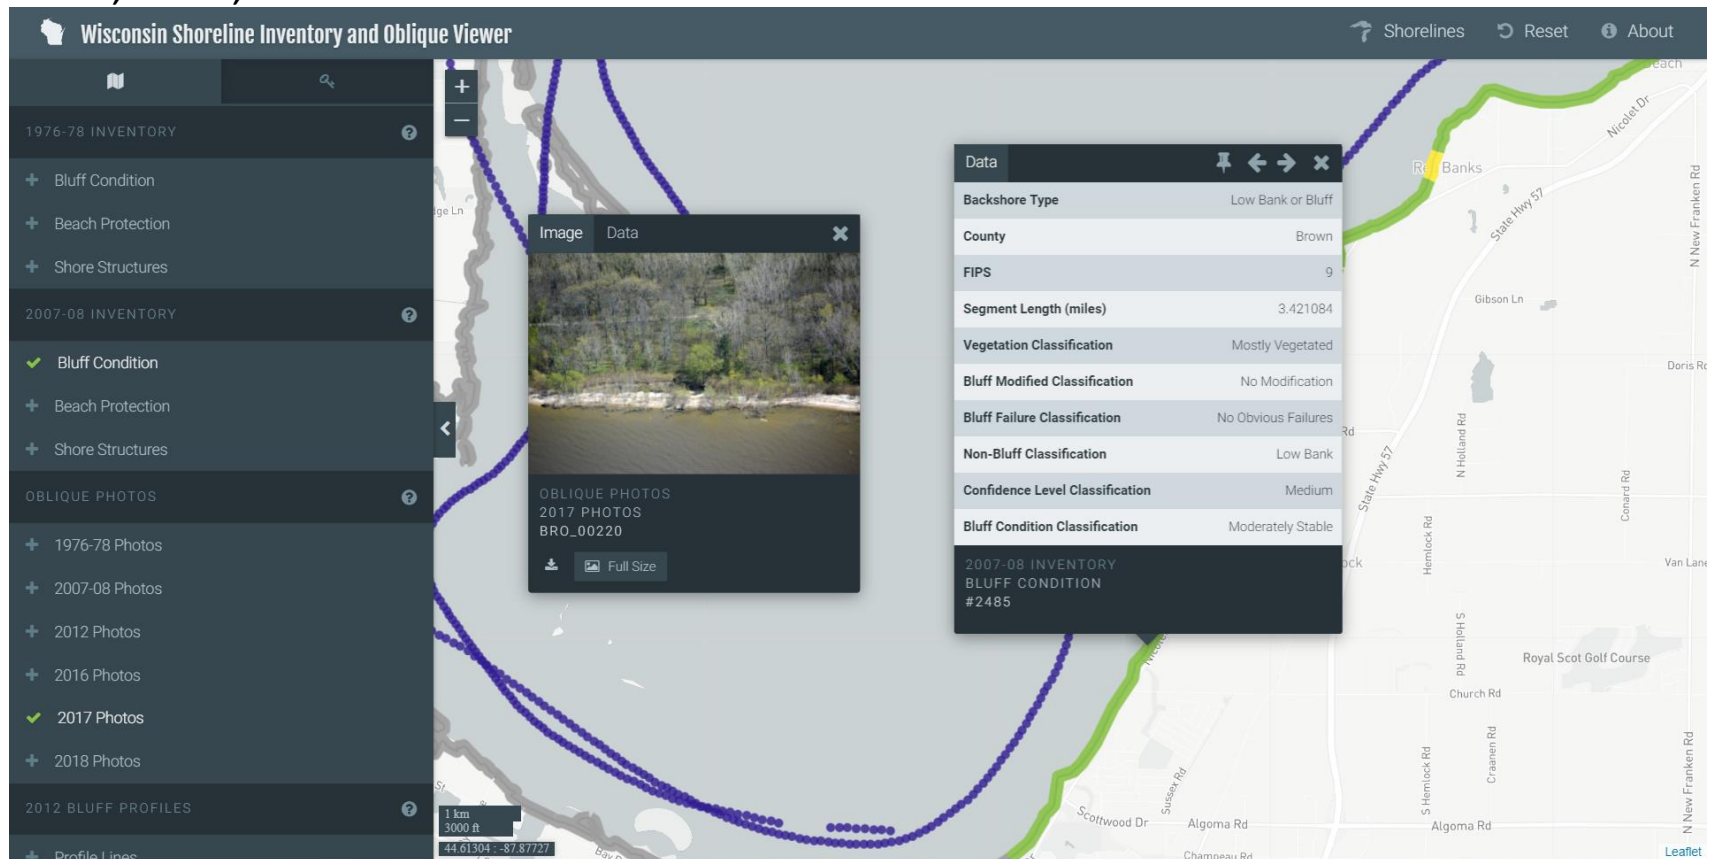 Wisconsin Shoreline Inventory and Oblique Viewer
Shorelines
Reset
About
1976-78 INVENTORY
Bluff Condition
Beach Protection
Shore Structures
2007-08 INVENTORY
Bluff Condition
Beach Protection
Shore Structures
OBLIQUE PHOTOS
1976-78 Photos
2007-08 Photos
2012 Photos
2016 Photos
2017 Photos
2018 Photos
2012 BLUFF PROFILES
Profile Lines
Image Data
OBLIQUE PHOTOS
2017 PHOTOS
BRO_00220
Full Size
Data
Backshore Type Low Bank or Bluff
County Brown
FIPS 9
Segment Length (miles) 3.421084
Vegetation Classification Mostly Vegetated
Bluff Modified Classification No Modification
Bluff Failure Classification No Obvious Failures
Non-Bluff Classification Low Bank
Confidence Level Classification Medium
Bluff Condition Classification Moderately Stable
2007-08 INVENTORY
BLUFF CONDITION
#2485
Nicolet Dr
Banks
State Hwy 57
N New Franken Rd
Gibson Ln
Doris Rd
N Holland Rd
State Hwy 57
Conard Rd
Hemlock Rd
Van Lane
S Holland Rd
Royal Scot Golf Course
Church Rd
Craanen Rd
S Hemlock Rd
N New Franken Rd
Sussex Rd
Scottwood Dr
Algoma Rd
Algoma Rd
Champeau Rd
1 km
3000 ft
44.61304 : -87.87727
Leaflet